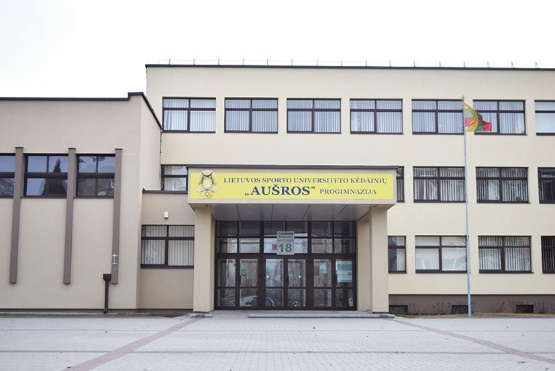 LIETUVOS SPORTO UNIVERSITETO KĖDAINIŲ
„AUŠROS” PROGIMNAZIJA
18